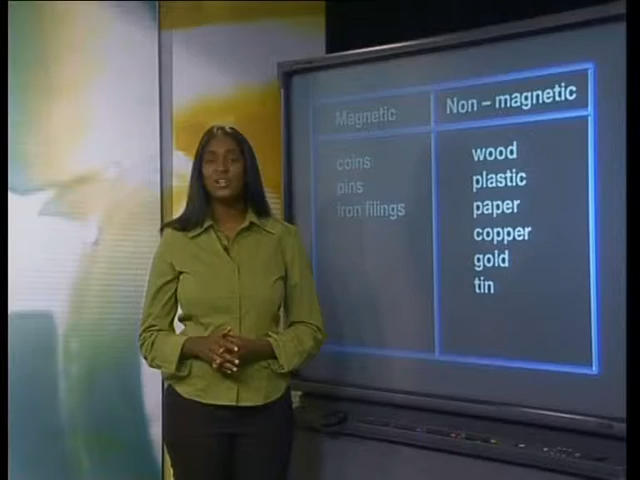 Magnetic
Non – magnetic
coins
pins
iron filings
wood
plastic
paper
copper
gold
tin